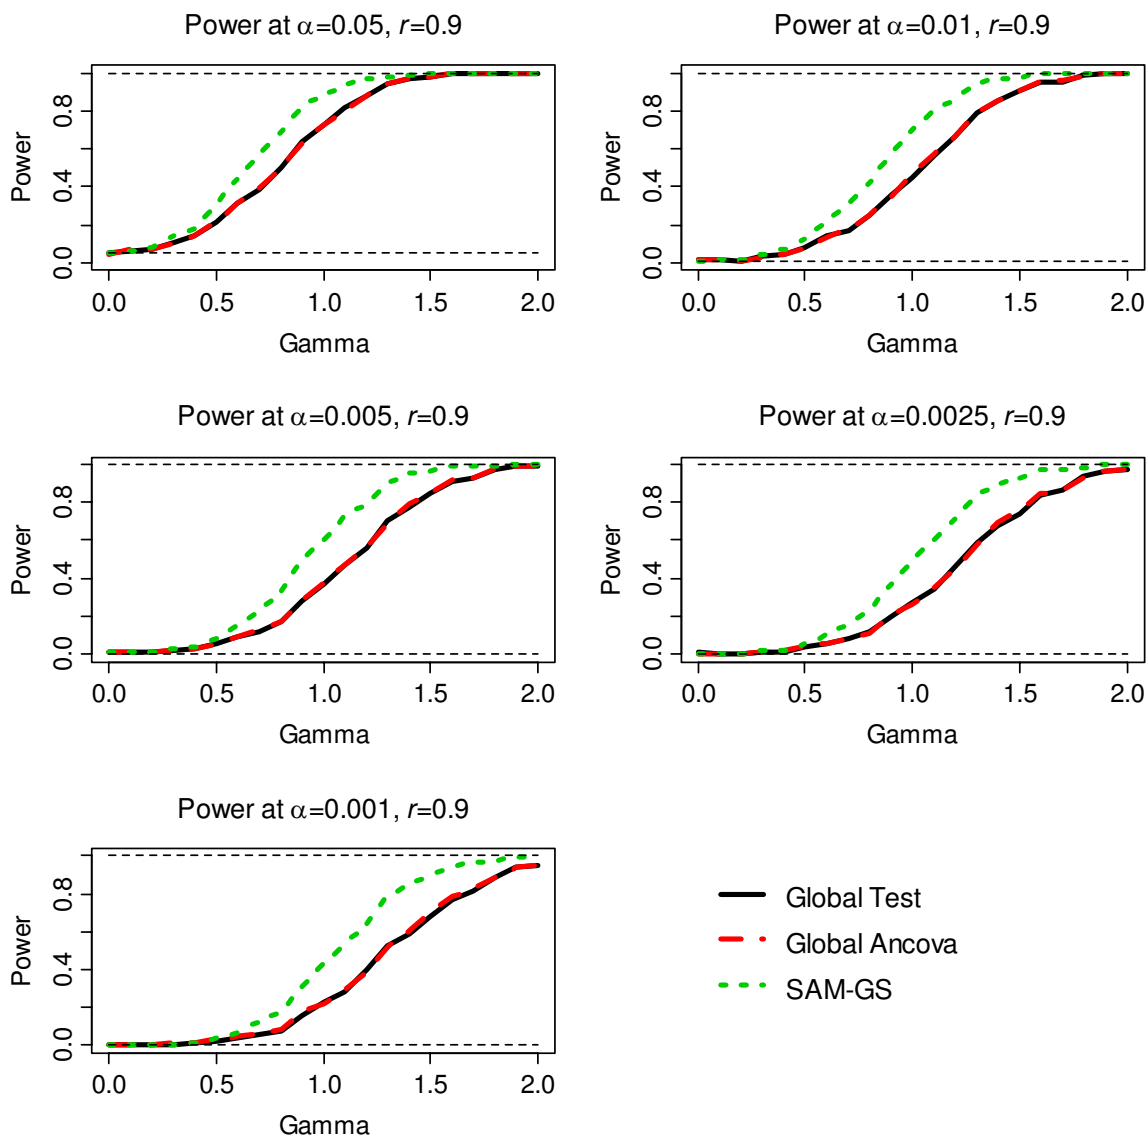 Power at α=0.05, r=0.9
Power
0.0 0.4 0.8
0.0 0.5 1.0 1.5 2.0
Gamma
Power at α=0.01, r=0.9
Power
0.0 0.4 0.8
0.0 0.5 1.0 1.5 2.0
Gamma
Power at α=0.005, r=0.9
Power
0.0 0.4 0.8
0.0 0.5 1.0 1.5 2.0
Gamma
Power at α=0.0025, r=0.9
Power
0.0 0.4 0.8
0.0 0.5 1.0 1.5 2.0
Gamma
Power at α=0.001, r=0.9
Power
0.0 0.4 0.8
0.0 0.5 1.0 1.5 2.0
Gamma
Global Test
Global Ancova
SAM-GS